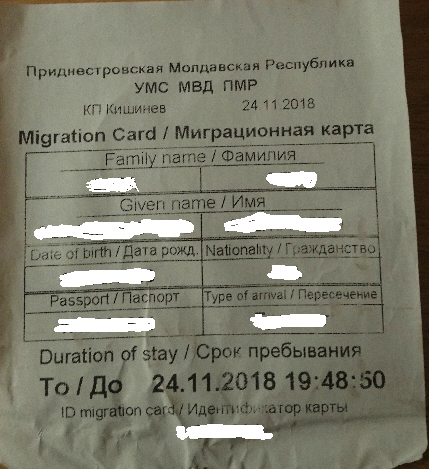 Приднестровская Молдавская Республика
УМС МВД ПМР
КП Кишинев 24 11 2018
Migration Card / Миграционная карта
Family name / Фамилия
Given name / Имя
Date of birth / Дата рожд. Nationality / Гражданство
Passport / Паспорт Type of arrival / Пересечение
Duration of stay / Срок пребывания
To / До 24.11.2018 19:48:50
ID migration card / Идентификатор карты